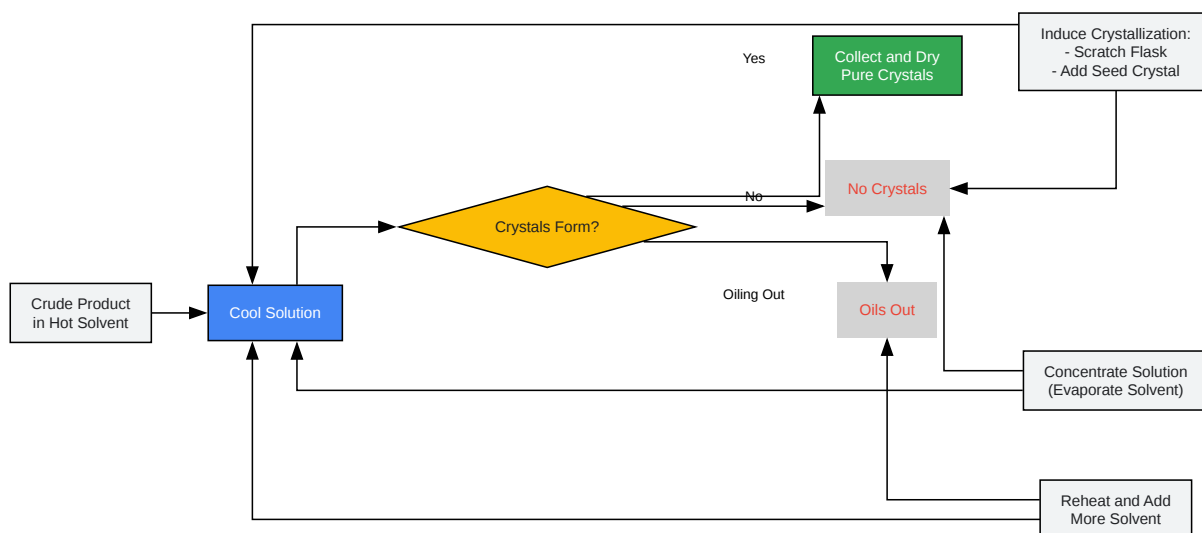 Induce Crystallization:
- Scratch Flask
- Add Seed Crystal
Yes
Collect and Dry
Pure Crystals
No
No Crystals
Crystals Form?
Oiling Out
Oils Out
Crude Product
in Hot Solvent
Cool Solution
Concentrate Solution
(Evaporate Solvent)
Reheat and Add
More Solvent